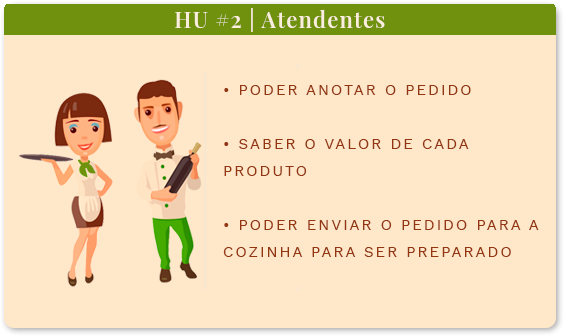 HU #2 | Atendentes
• PODER ANOTAR O PEDIDO
• SABER O VALOR DE CADA
PRODUTO
• PODER ENVIAR O PEDIDO PARA A
COZINHA PARA SER PREPARADO